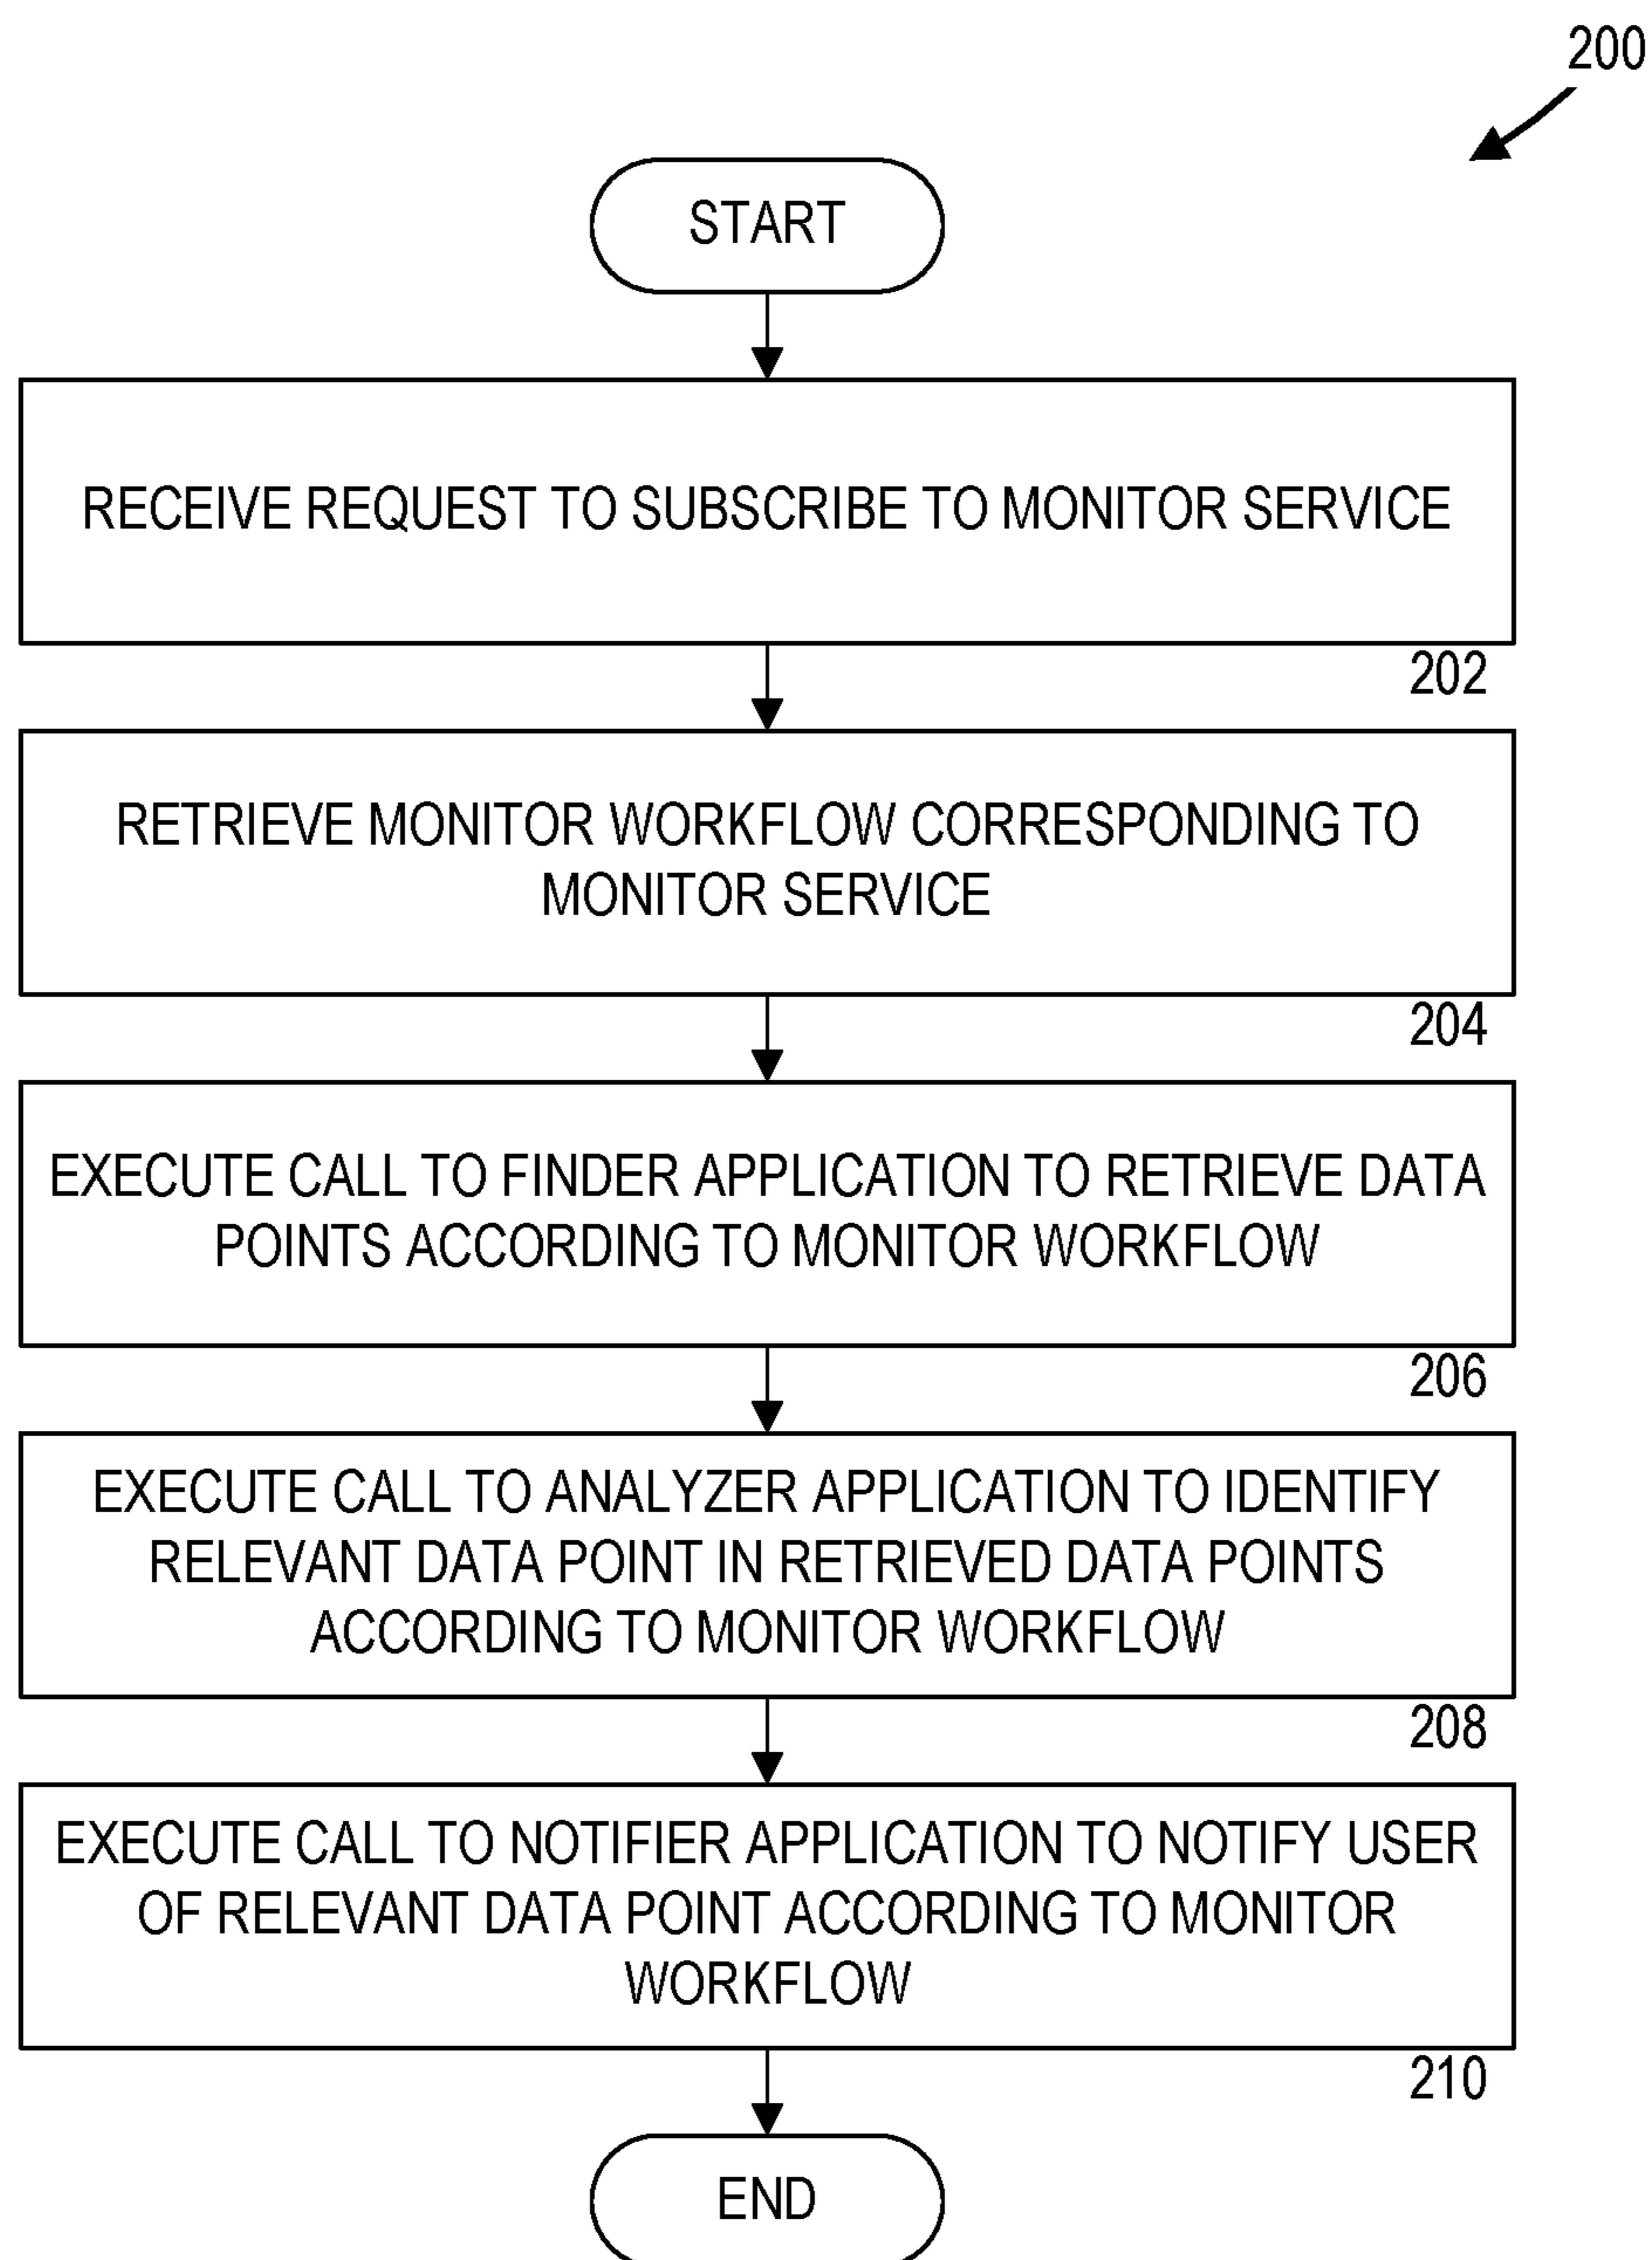 200
START
RECEIVE REQUEST TO SUBSCRIBE TO MONITOR SERVICE
202
RETRIEVE MONITOR WORKFLOW CORRESPONDING TO
MONITOR SERVICE
204
EXECUTE CALL TO FINDER APPLICATION TO RETRIEVE DATA
POINTS ACCORDING TO MONITOR WORKFLOW
206
EXECUTE CALL TO ANALYZER APPLICATION TO IDENTIFY
RELEVANT DATA POINT IN RETRIEVED DATA POINTS
ACCORDING TO MONITOR WORKFLOW
208
EXECUTE CALL TO NOTIFIER APPLICATION TO NOTIFY USER
OF RELEVANT DATA POINT ACCORDING TO MONITOR
WORKFLOW
210
END